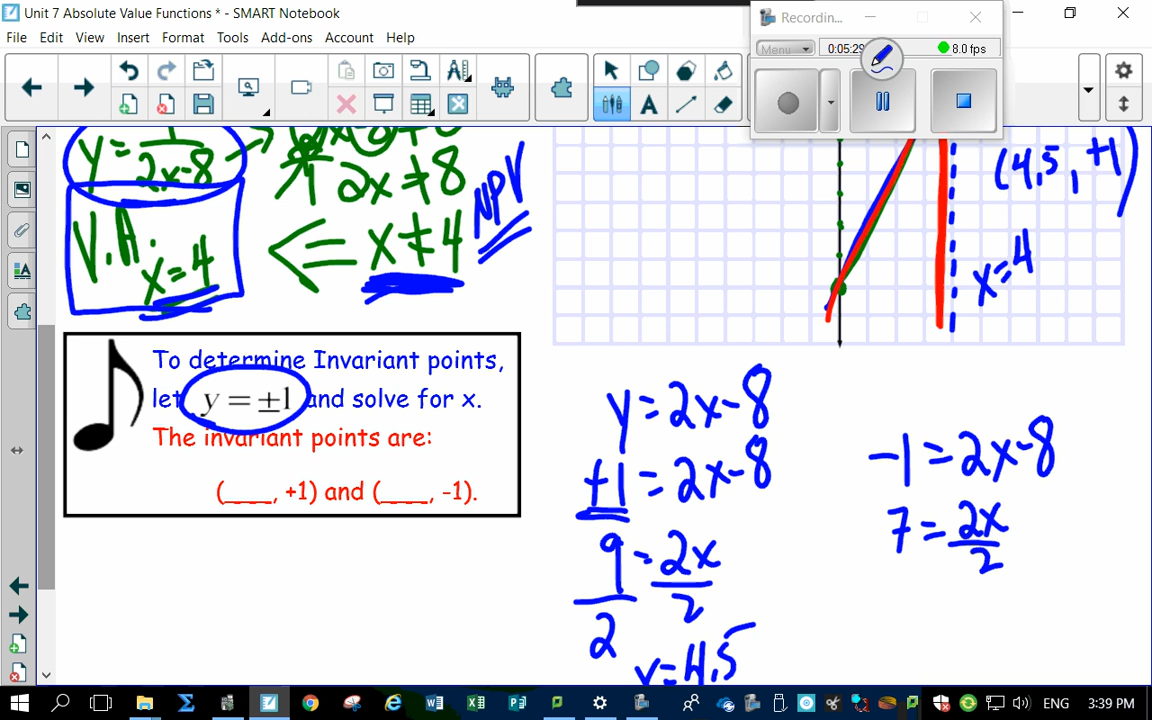 Unit 7 Absolute Value Functions * - SMART Notebook
File Edit View Insert Format Tools Add-ons Account Help
Recordin...
Menu
0:05:29
8.0 fps
y = 1/(2x-8)
2x ≠ 8
NPV
V.A:
x = 4
x ≠ 4
(4,5, +1)
x = 4
To determine Invariant points,
let y = ±1 and solve for x.
The invariant points are:
(____, +1) and (____, -1).
y = 2x - 8
+1 = 2x - 8
9/2 = 2x/2
x = 4,5
-1 = 2x - 8
7 = 2x/2
ENG 3:39 PM